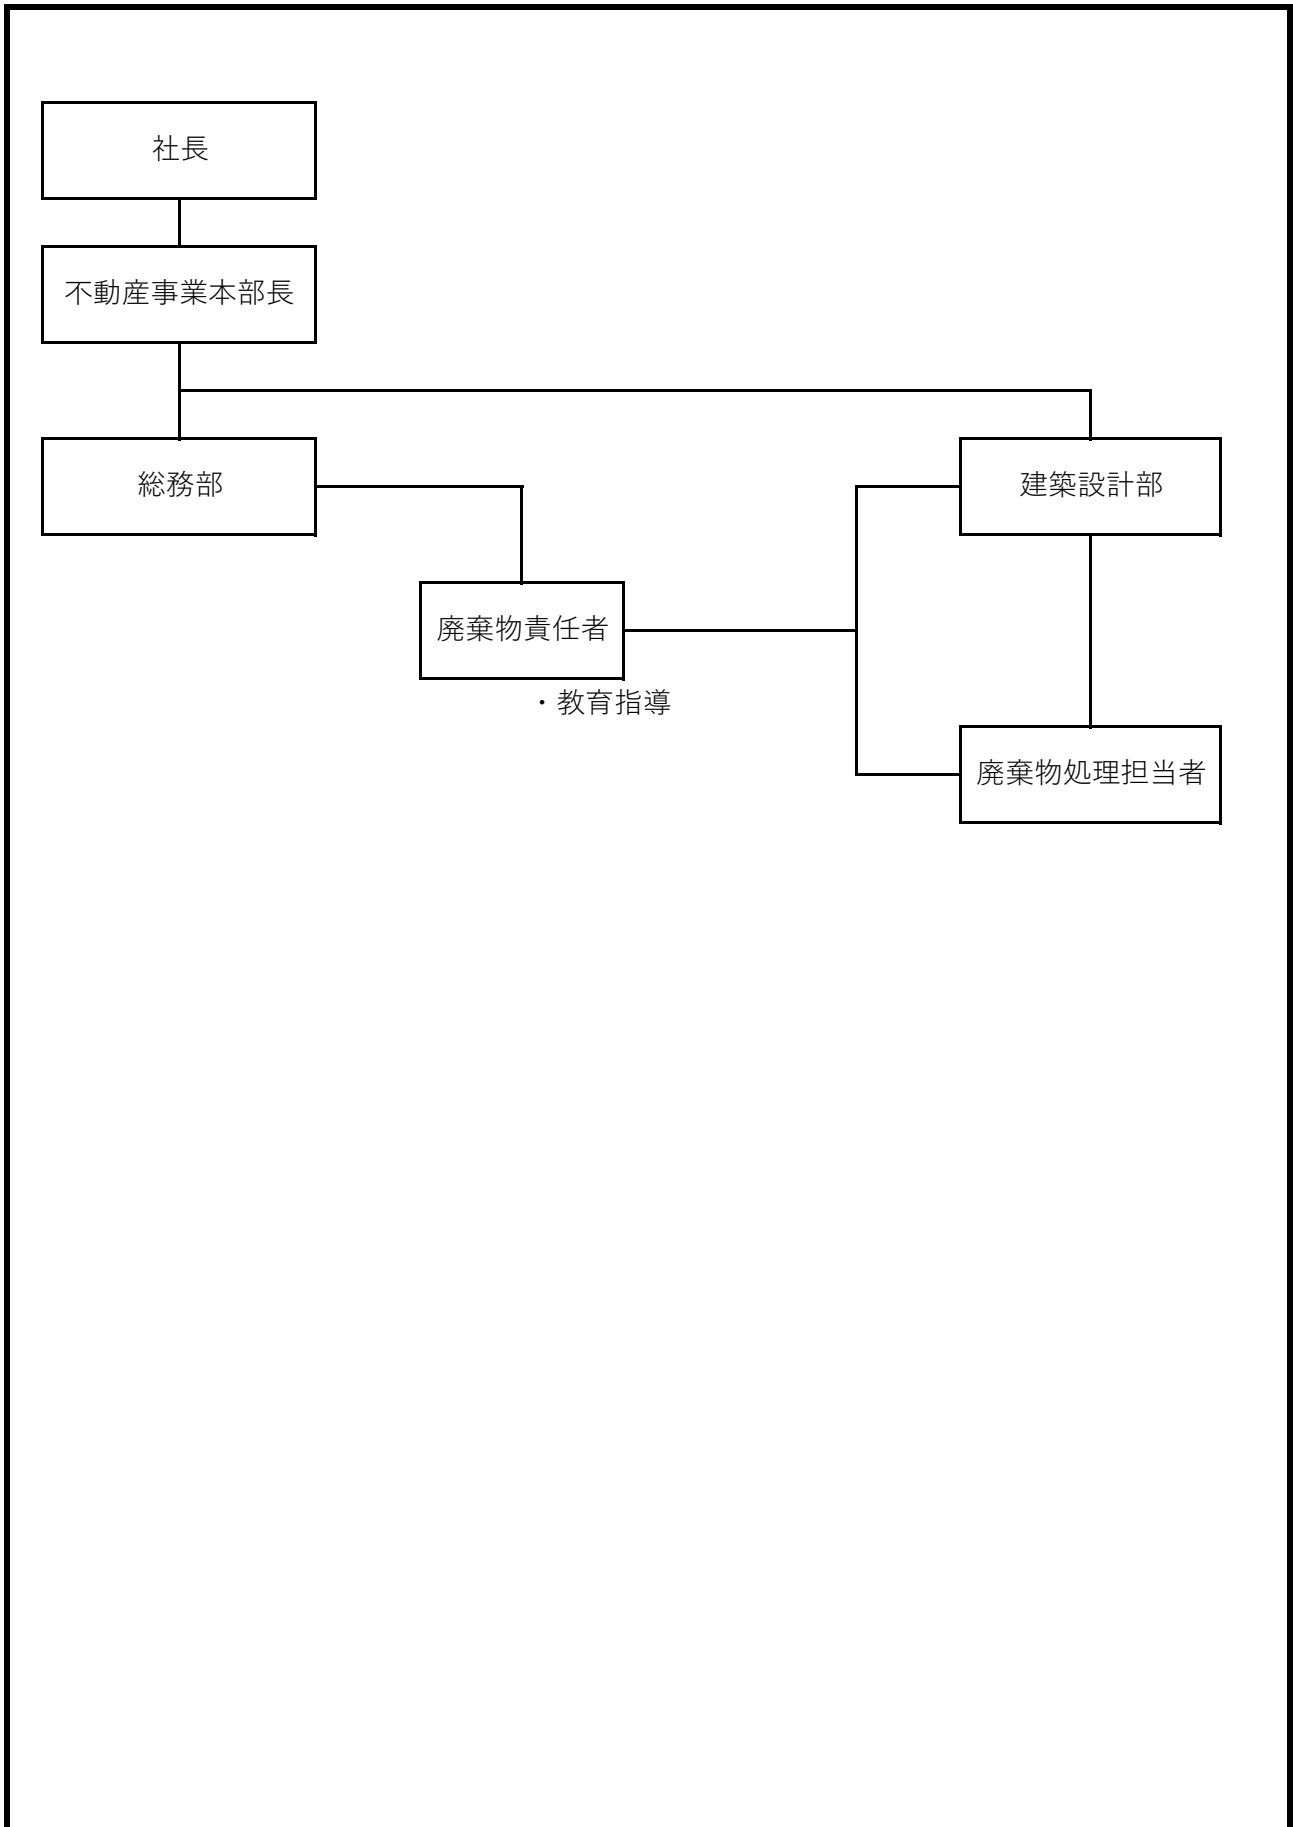 社長
不動産事業本部長
総務部
建築設計部
廃棄物責任者
・教育指導
廃棄物処理担当者